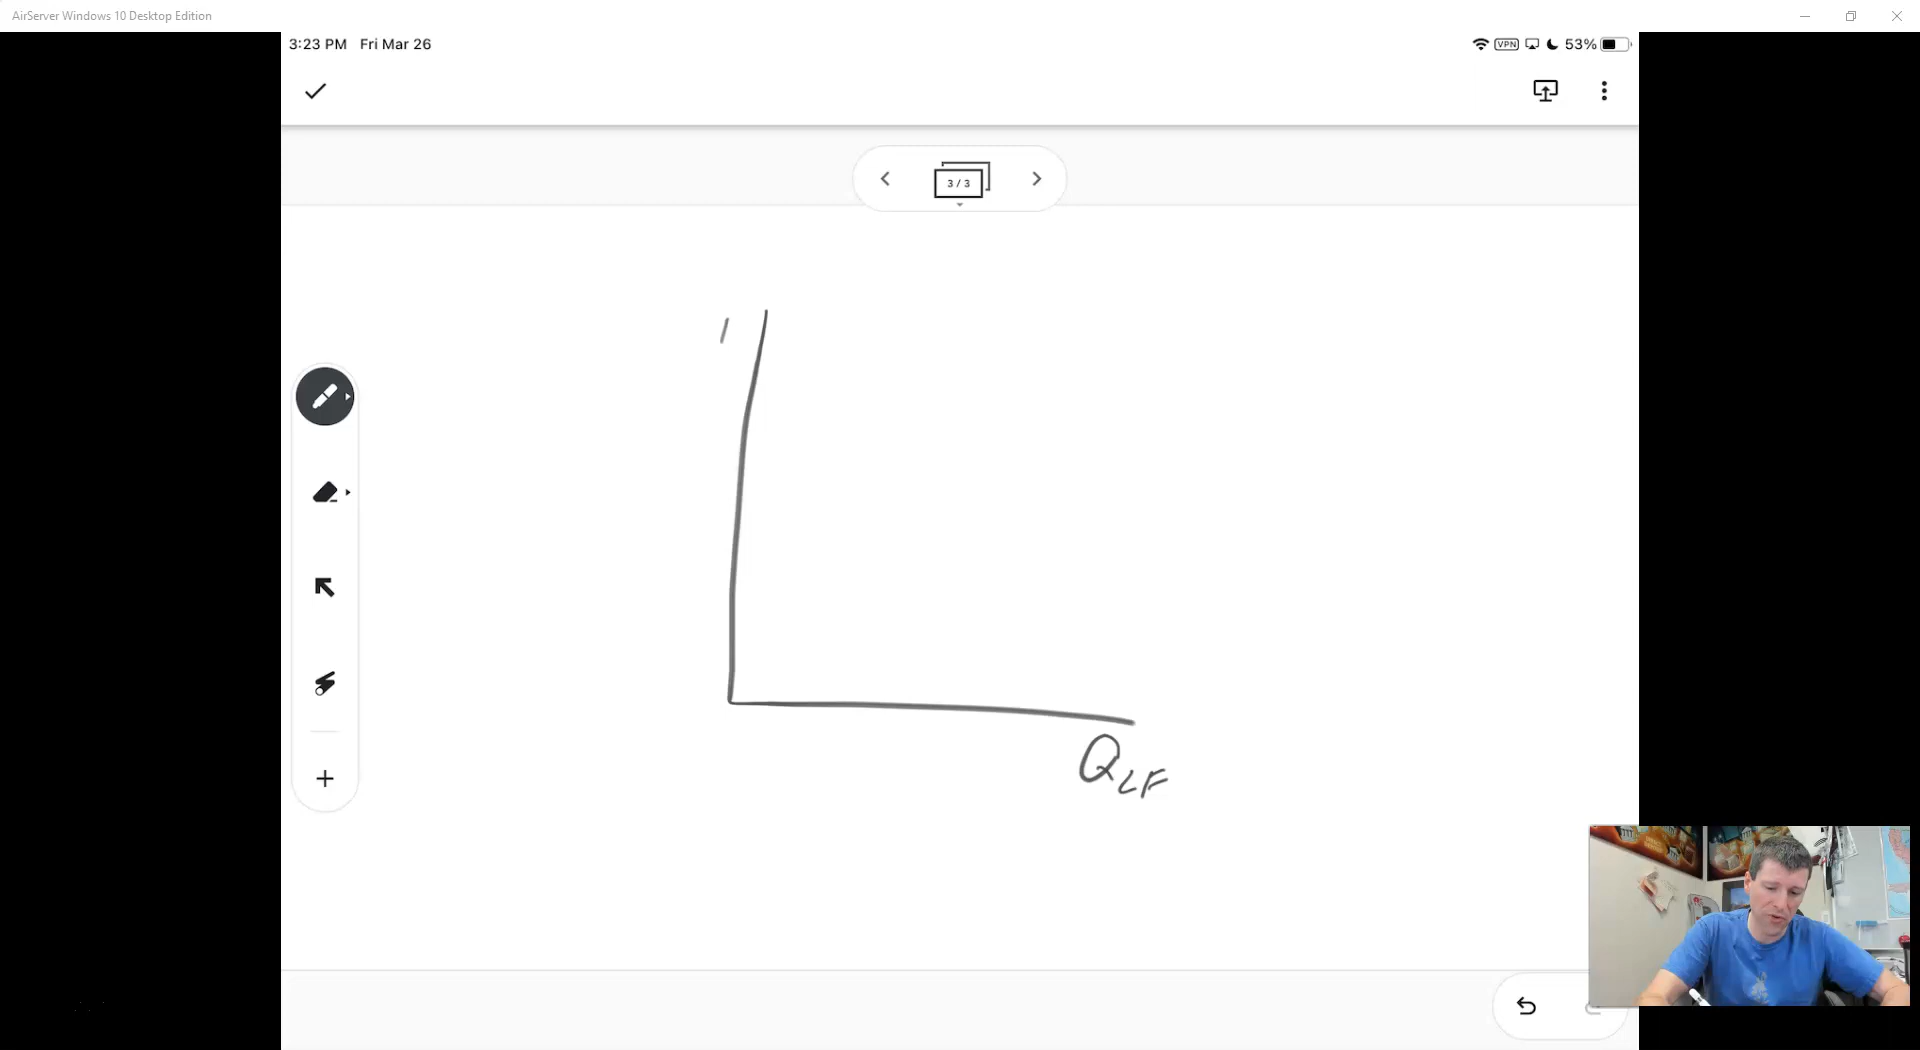 AirServer Windows 10 Desktop Edition
3:23 PM Fri Mar 26
VPN 53%
3 / 3
Q LF